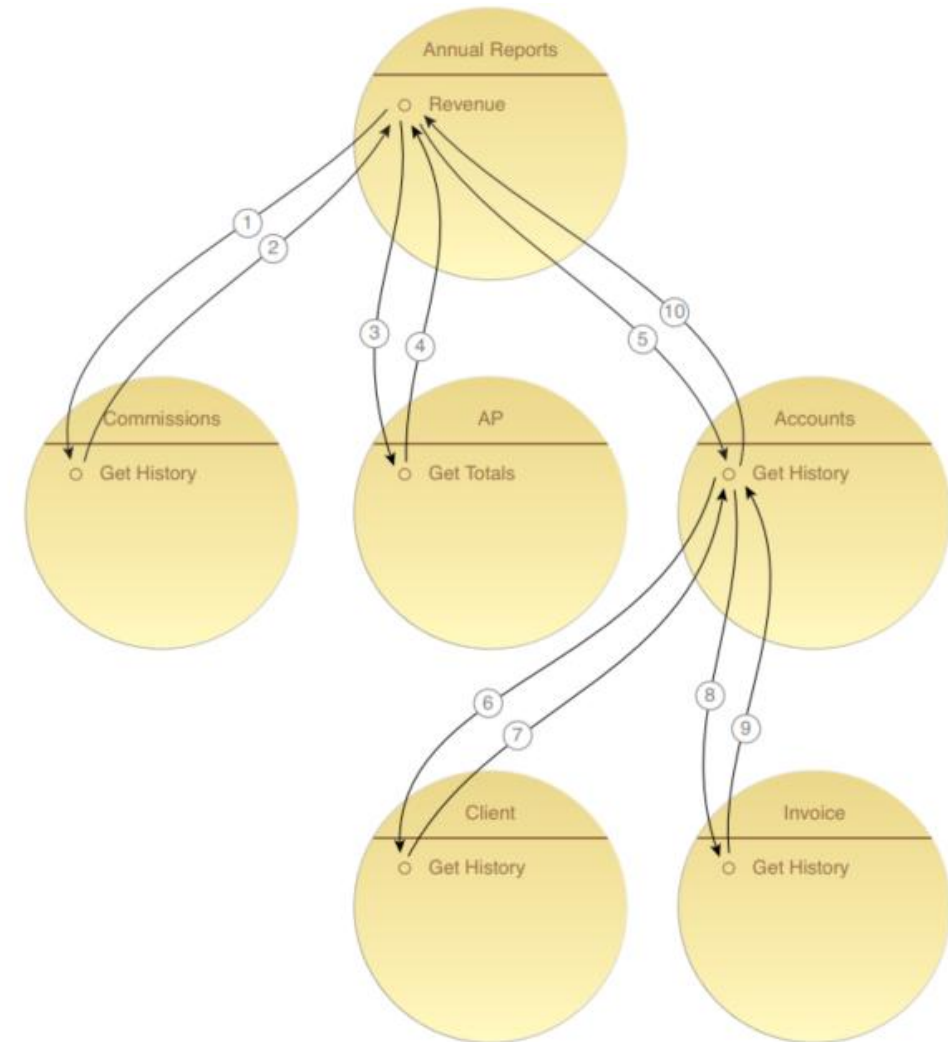 Annual Reports
Revenue
1
2
3
4
5
10
Commissions
Get History
AP
Get Totals
Accounts
Get History
6
7
8
9
Client
Get History
Invoice
Get History